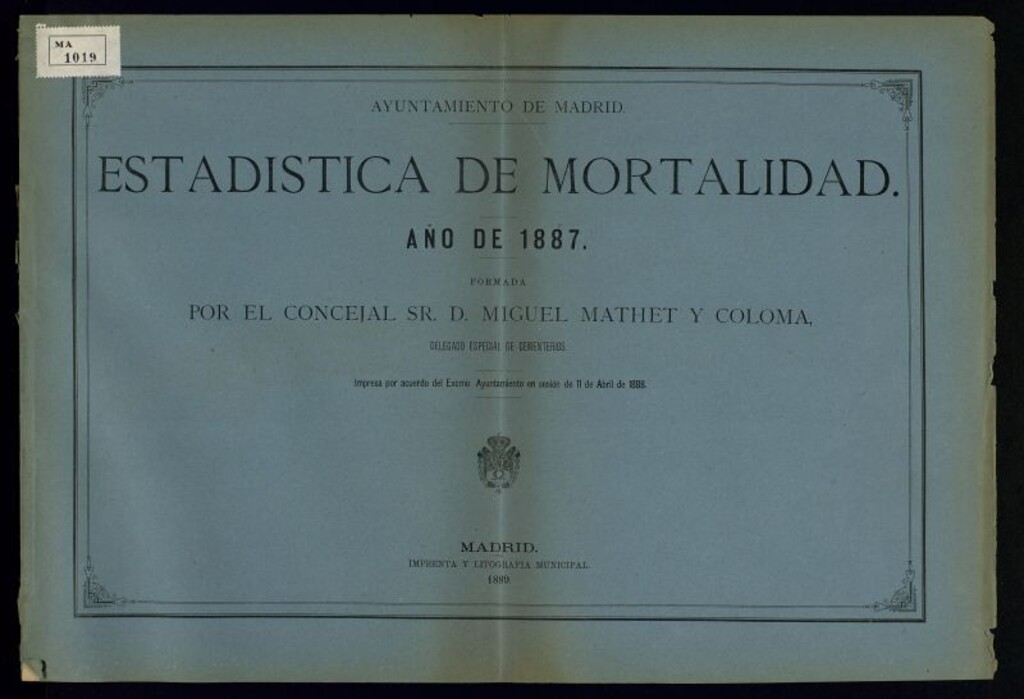 MA
1019
AYUNTAMIENTO DE MADRID.
ESTADISTICA DE MORTALIDAD.
AÑO DE 1887.
FORMADA
POR EL CONCEJAL SR. D. MIGUEL MATHET Y COLOMA,
DELEGADO ESPECIAL DE CEMENTERIOS.
Impresa por acuerdo del Excmo. Ayuntamiento en sesión de 11 de Abril de 1888.
MADRID.
IMPRENTA Y LITOGRAFÍA MUNICIPAL.
1889.